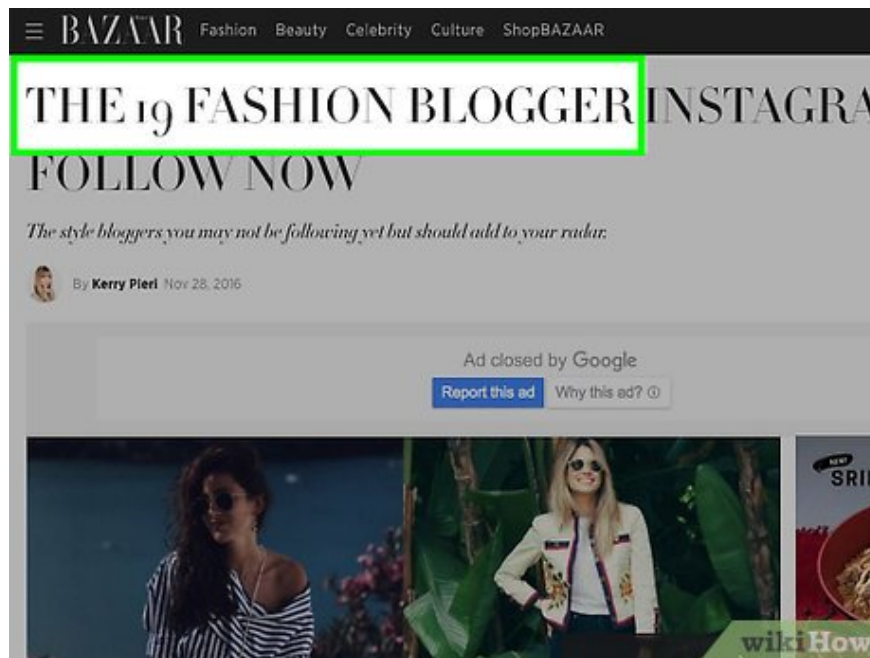 BAZAAR Fashion Beauty Celebrity Culture ShopBAZAAR
THE 19 FASHION BLOGGER INSTAGRA
FOLLOW NOW
The style bloggers you may not be following yet but should add to your radar.
By Kerry Pieri Nov 28, 2016
Ad closed by Google
Report this ad Why this ad?
NEW
SRI
wikiHow